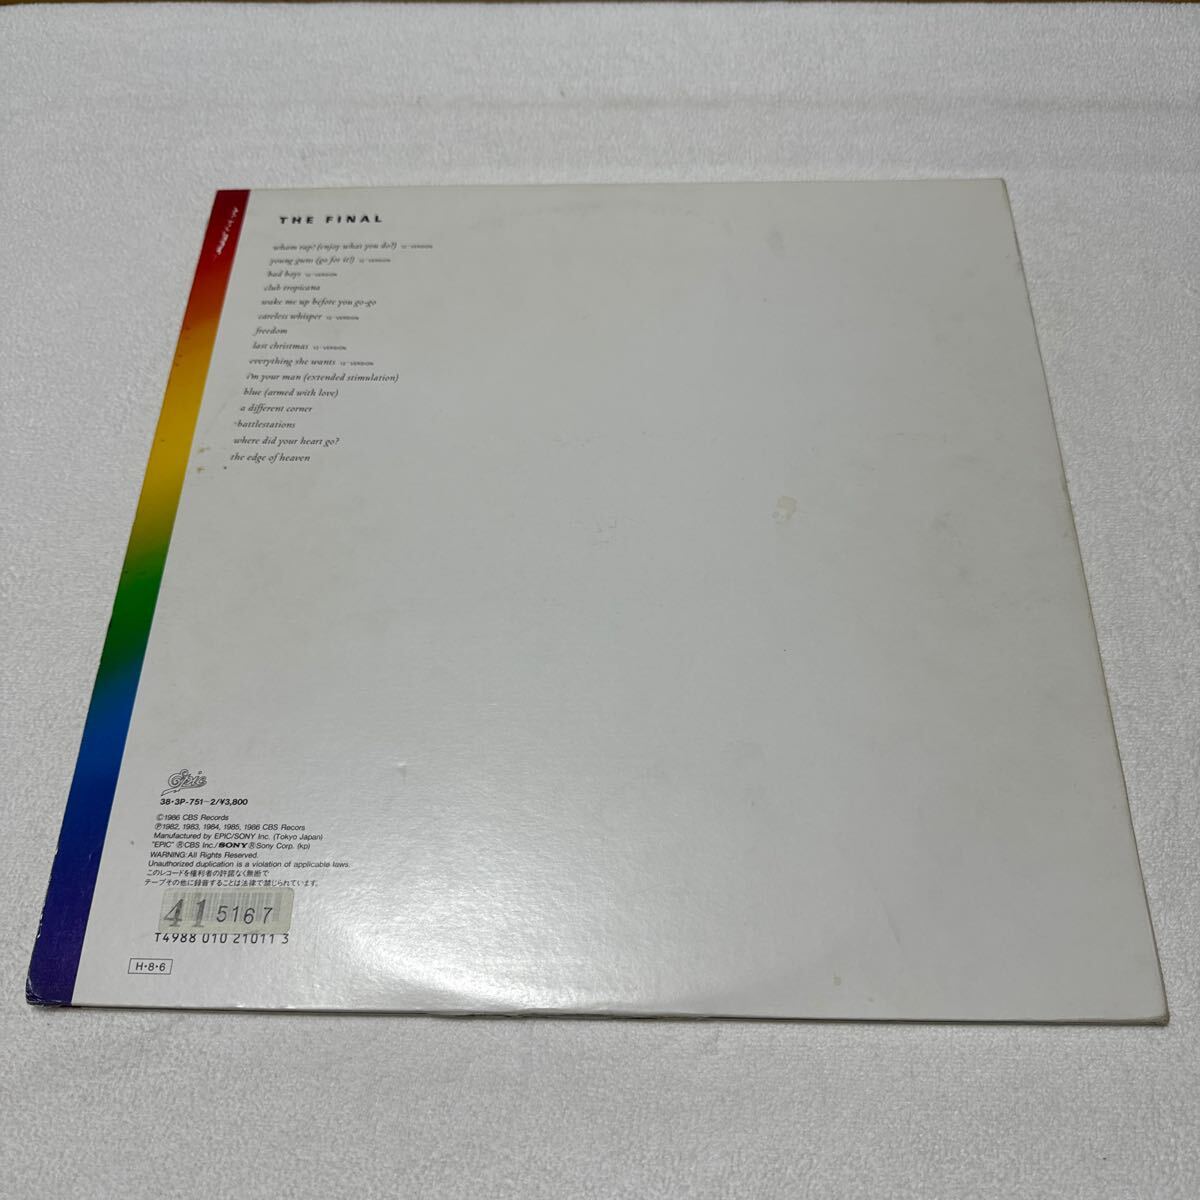 THE FINAL
wham rap! (enjoy what you do?) 12"VERSION
young guns (go for it!) 12"VERSION
bad boys 12"VERSION
club tropicana
wake me up before you go-go
careless whisper 12"VERSION
freedom
last christmas 12"VERSION
everything she wants 12"VERSION
i'm your man (extended stimulation)
blue (armed with love)
a different corner
battlestations
where did your heart go?
the edge of heaven
Epic
38・3P-751~2/¥3,800
Ⓒ1986 CBS Records
Ⓟ1982, 1983, 1984, 1985, 1986 CBS Recors
Manufactured by EPIC/SONY Inc. (Tokyo Japan)
"EPIC" ⓇCBS Inc./SONY ⓇSony Corp. (kp)
WARNING: All Rights Reserved.
Unauthorized duplication is a violation of applicable laws.
このレコードを権利者の許諾なく無断で
テープその他に録音することは法律で禁じられています。
41 5167
T4988 010 21011 3
H・8・6